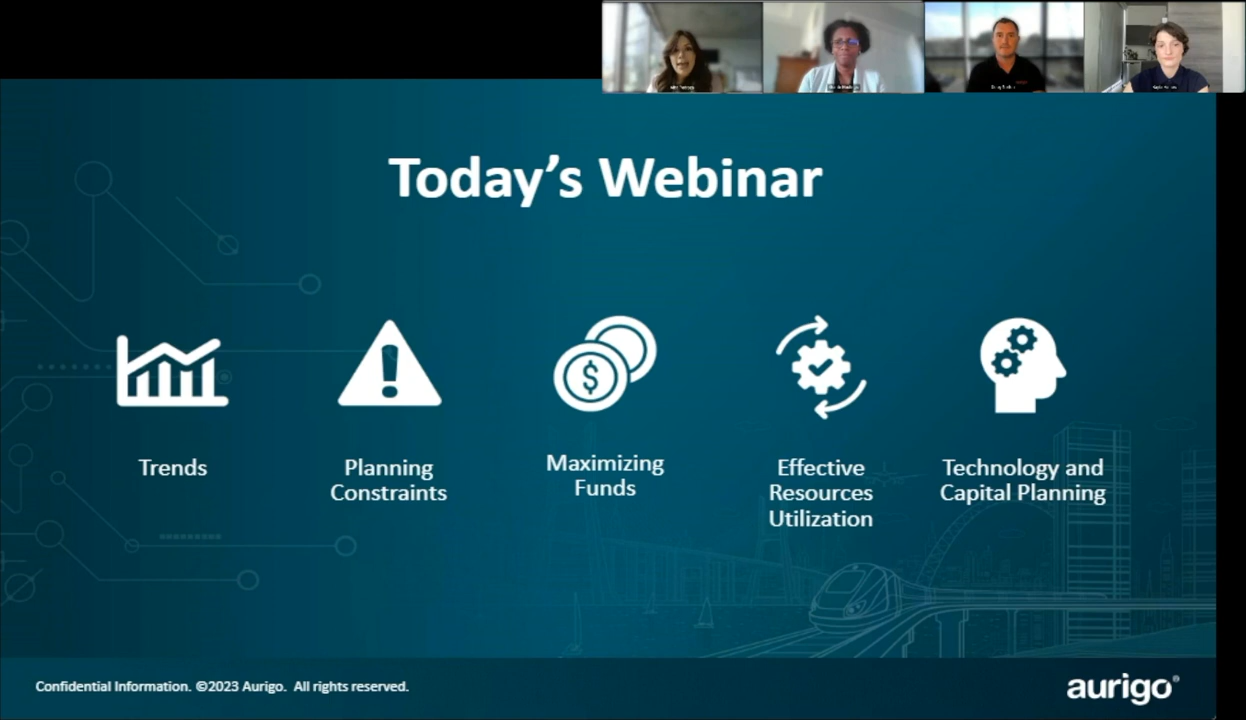 Today's Webinar
Trends
Planning
Constraints
Maximizing
Funds
Effective
Resources
Utilization
Technology and
Capital Planning
Confidential Information. ©2023 Aurigo. All rights reserved.
aurigo®